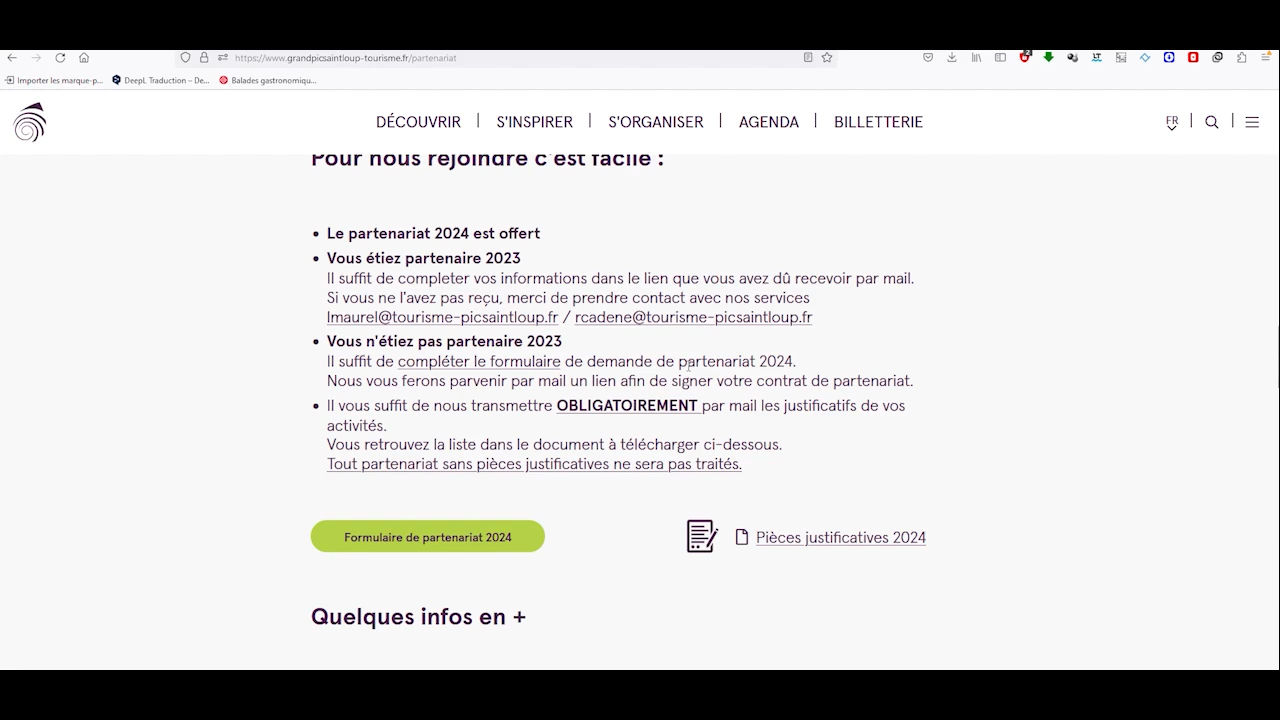 https://www.grandpicsaintloup-tourisme.fr/partenariat
Importer les marque-p...
DeepL Traduction – De...
Balades gastronomiqu...
DÉCOUVRIR
S'INSPIRER
S'ORGANISER
AGENDA
BILLETTERIE
FR
Pour nous rejoindre c'est facile :
Le partenariat 2024 est offert
Vous étiez partenaire 2023
Il suffit de completer vos informations dans le lien que vous avez dû recevoir par mail.
Si vous ne l'avez pas reçu, merci de prendre contact avec nos services
lmaurel@tourisme-picsaintloup.fr / rcadene@tourisme-picsaintloup.fr
Vous n'étiez pas partenaire 2023
Il suffit de compléter le formulaire de demande de partenariat 2024.
Nous vous ferons parvenir par mail un lien afin de signer votre contrat de partenariat.
Il vous suffit de nous transmettre OBLIGATOIREMENT par mail les justificatifs de vos
activités.
Vous retrouvez la liste dans le document à télécharger ci-dessous.
Tout partenariat sans pièces justificatives ne sera pas traités.
Formulaire de partenariat 2024
Pièces justificatives 2024
Quelques infos en +